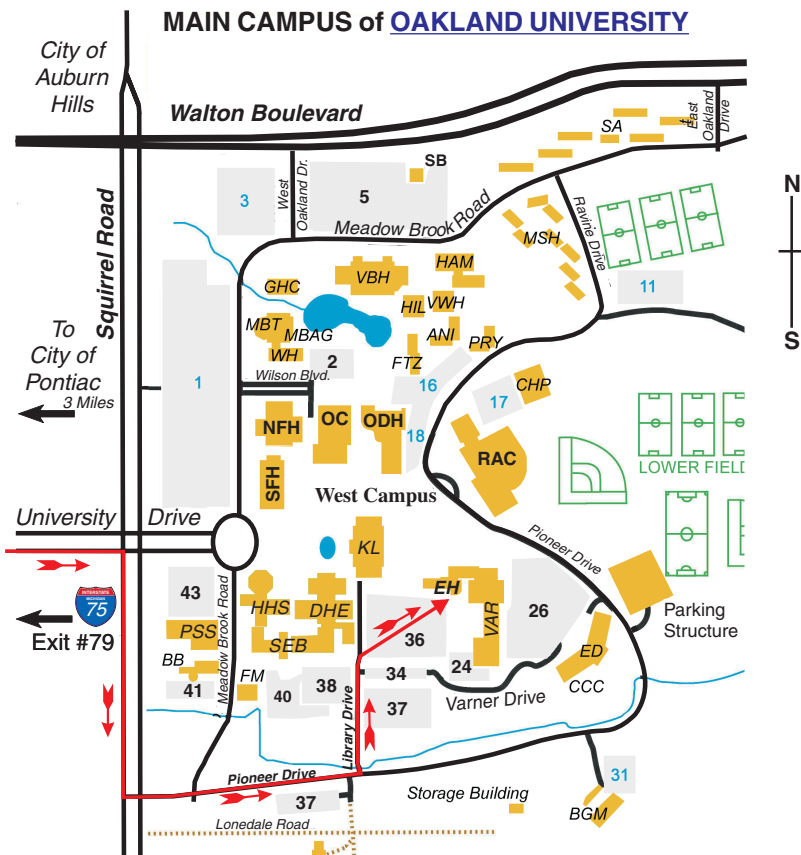 MAIN CAMPUS of OAKLAND UNIVERSITY
City of
Auburn
Hills
Walton Boulevard
SA
East
Oakland
Drive
SB
3
West
Oakland Dr.
5
Meadow Brook Road
Ravine Drive
MSH
N
S
Squirrel Road
GHC
VBH
HAM
11
HIL
VWH
MBT
MBAG
ANI
PRY
WH
2
FTZ
To
City of
Pontiac
3 Miles
1
Wilson Blvd.
16
17
CHP
NFH
OC
ODH
18
RAC
LOWER FIELD
SFH
West Campus
University Drive
KL
Pioneer Drive
INTERSTATE
MICHIGAN
75
Exit #79
43
Meadow Brook Road
HHS
DHE
EH
VAR
26
Parking
Structure
PSS
SEB
36
ED
BB
FM
34
24
CCC
41
40
38
Library Drive
37
Varner Drive
Pioneer Drive
31
37
Storage Building
BGM
Lonedale Road